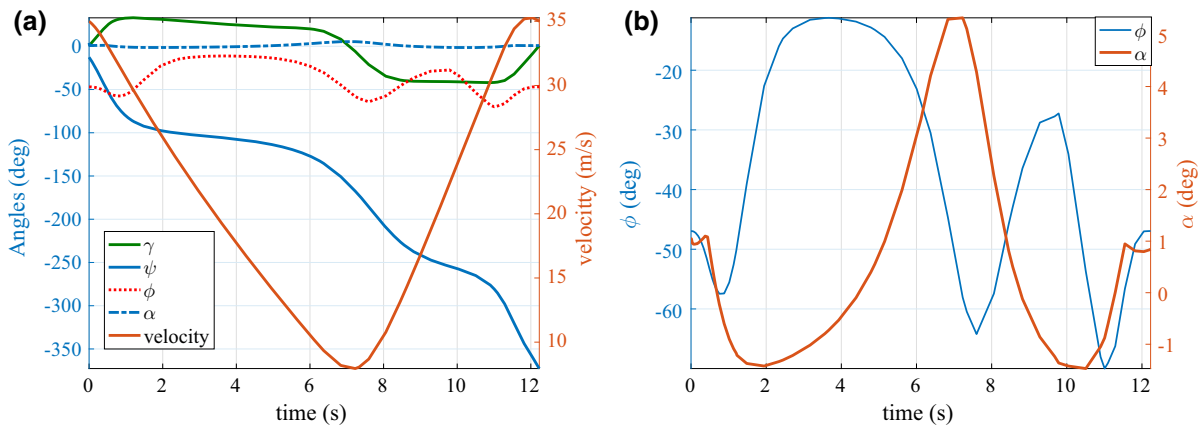 (a)
0
-50
-100
-150
-200
-250
-300
-350
Angles (deg)
γ
ψ
ϕ
α
velocity
0 2 4 6 8 10 12
time (s)
35
30
25
20
15
10
velocitty (m/s)
(b)
-20
-30
-40
-50
-60
ϕ (deg)
ϕ
α
0 2 4 6 8 10 12
time (s)
5
4
3
2
1
0
-1
α (deg)